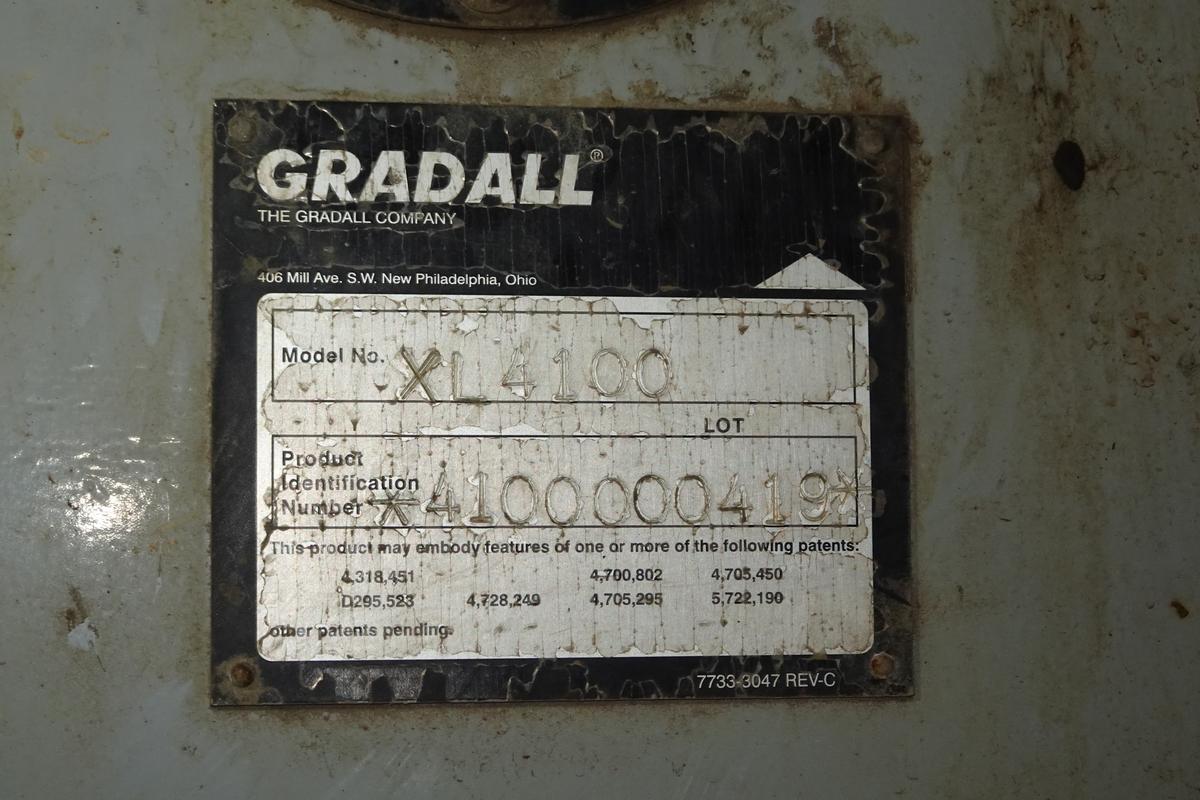 GRADALL®
THE GRADALL COMPANY
406 Mill Ave. S.W. New Philadelphia, Ohio
Model No. XL 4100
LOT
Product
Identification
Number *4100000419*
This product may embody features of one or more of the following patents:
4,318,451 4,700,802 4,705,450
D295,523 4,728,249 4,705,295 5,722,190
other patents pending.
7733-3047 REV-C